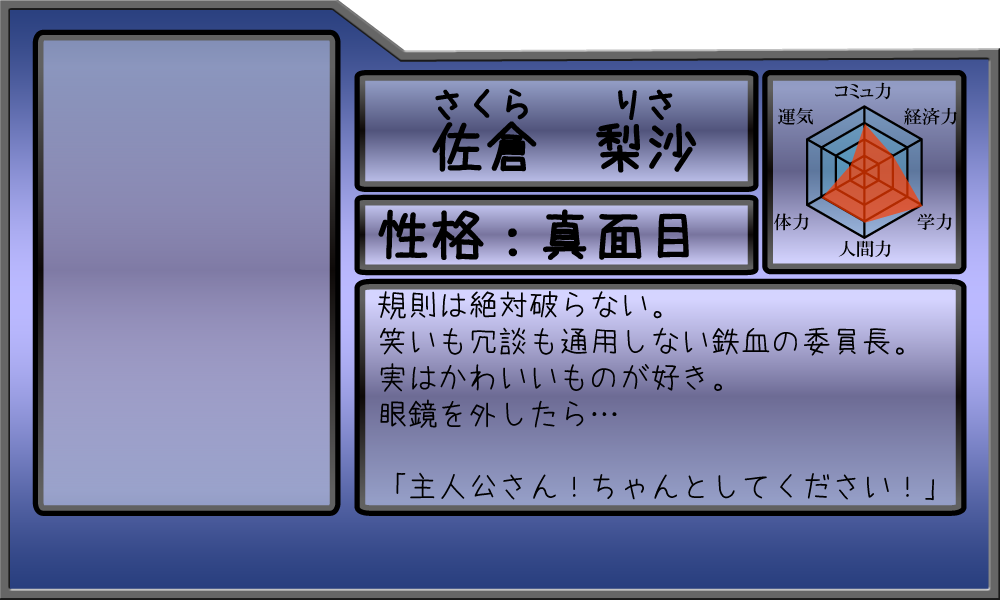 さくら りさ
佐倉 梨沙
性格：真面目
コミュ力
運気
経済力
体力
学力
人間力
規則は絶対破らない。
笑いも冗談も通用しない鉄血の委員長。
実はかわいいものが好き。
眼鏡を外したら…
「主人公さん！ちゃんとしてください！」